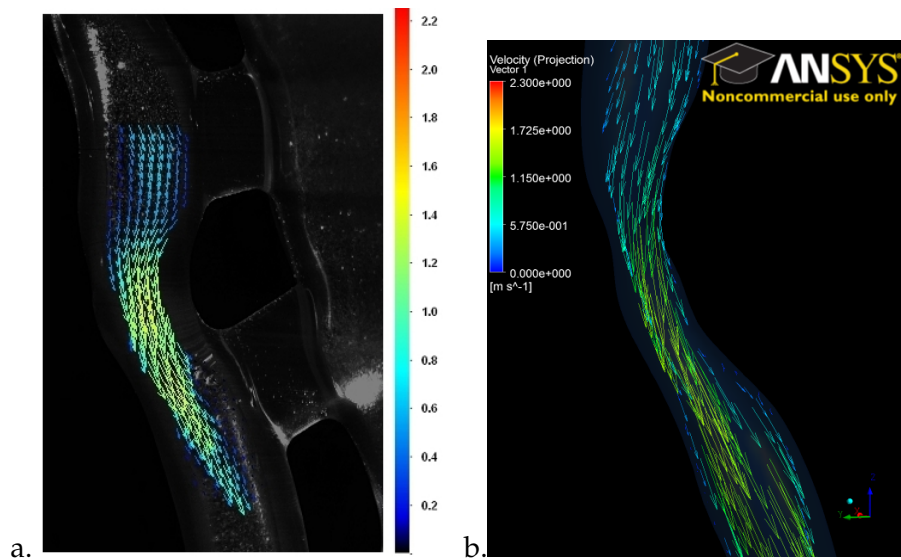 2.2
2.0
1.8
1.6
1.4
1.2
1.0
0.8
0.6
0.4
0.2
a.
Velocity (Projection)
Vector 1
2.300e+000
1.725e+000
1.150e+000
5.750e-001
0.000e+000
[m s^-1]
ANSYS
Noncommercial use only
b.